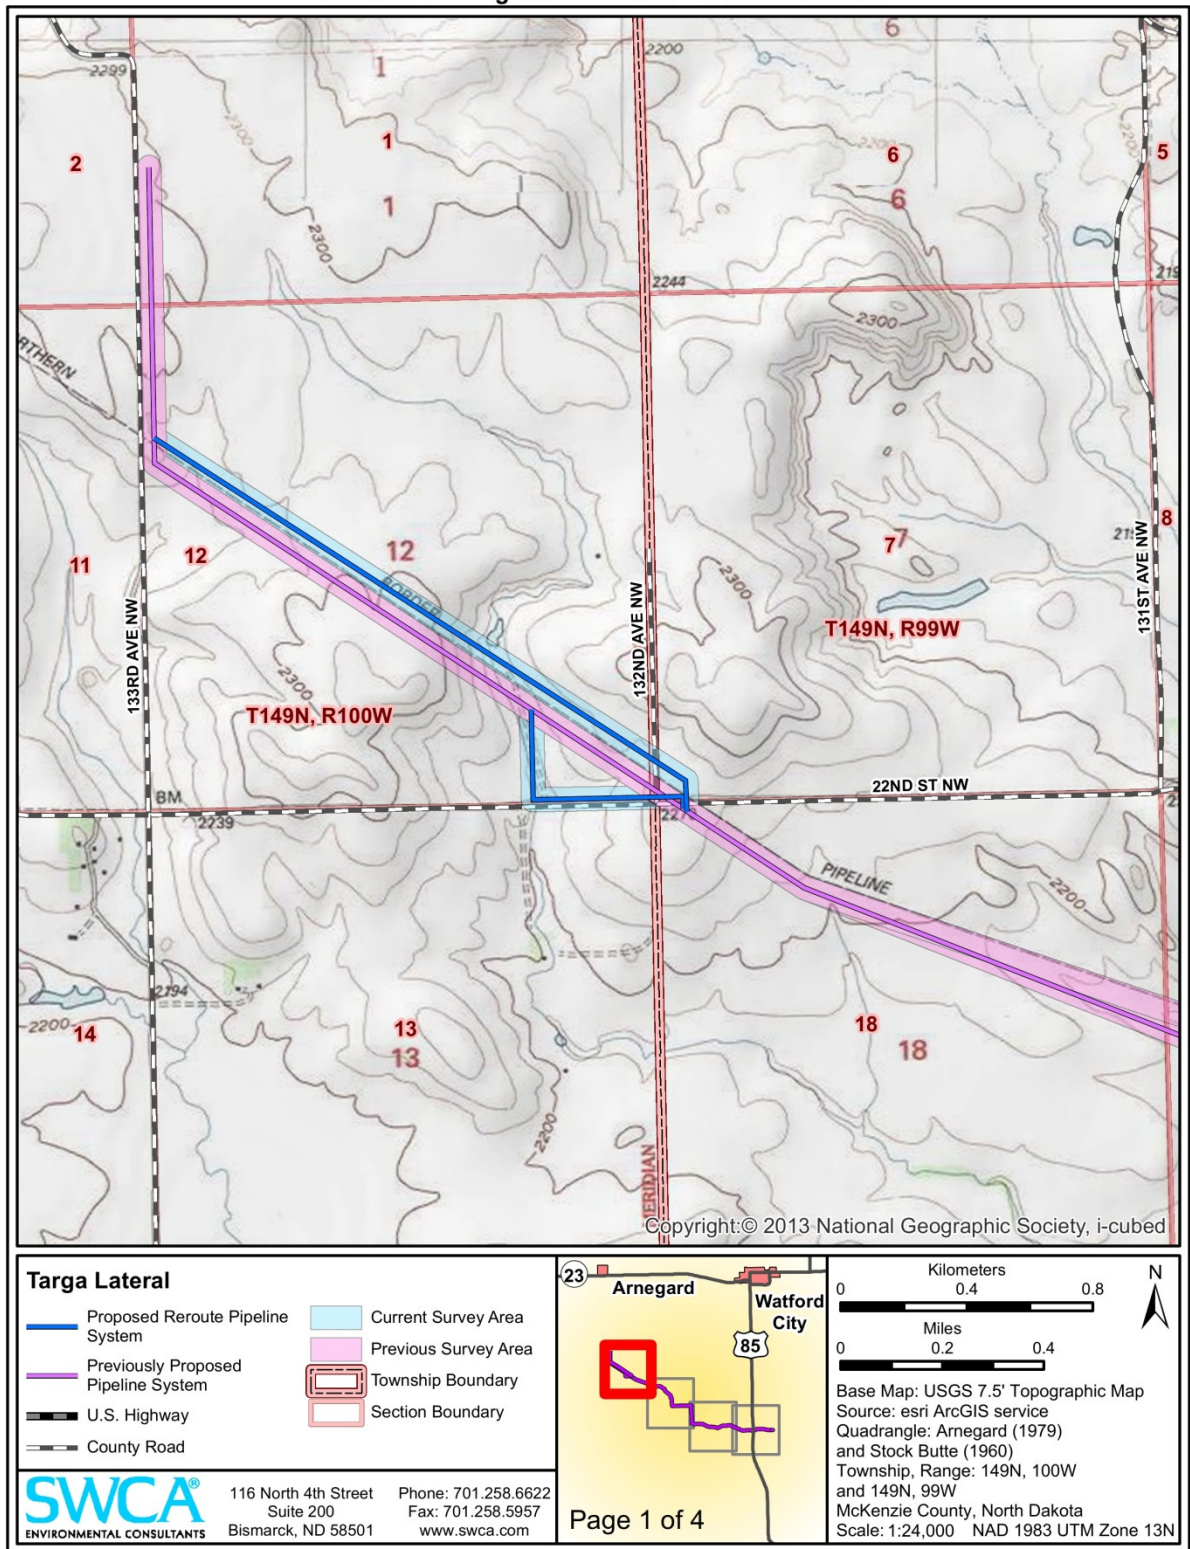 2200
6
1
2299
2300
2
1
6
5
2200
2200
1
6
2300
2244
2300
NORTHERN
12
12
11
7
7
8
133RD AVE NW
BORDER
132ND AVE NW
2300
131ST AVE NW
T149N, R99W
2300
T149N, R100W
BM
22ND ST NW
2239
PIPELINE
2200
2194
2200
14
13
13
18
18
2200
MERIDIAN
Copyright:© 2013 National Geographic Society, i-cubed
Targa Lateral
Proposed Reroute Pipeline
System
Previously Proposed
Pipeline System
U.S. Highway
County Road
Current Survey Area
Previous Survey Area
Township Boundary
Section Boundary
SWCA®
ENVIRONMENTAL CONSULTANTS
116 North 4th Street
Suite 200
Bismarck, ND 58501
Phone: 701.258.6622
Fax: 701.258.5957
www.swca.com
23
Arnegard
Watford
City
85
Page 1 of 4
Kilometers
0 0.4 0.8
Miles
0 0.2 0.4
N
Base Map: USGS 7.5' Topographic Map
Source: esri ArcGIS service
Quadrangle: Arnegard (1979)
and Stock Butte (1960)
Township, Range: 149N, 100W
and 149N, 99W
McKenzie County, North Dakota
Scale: 1:24,000 NAD 1983 UTM Zone 13N